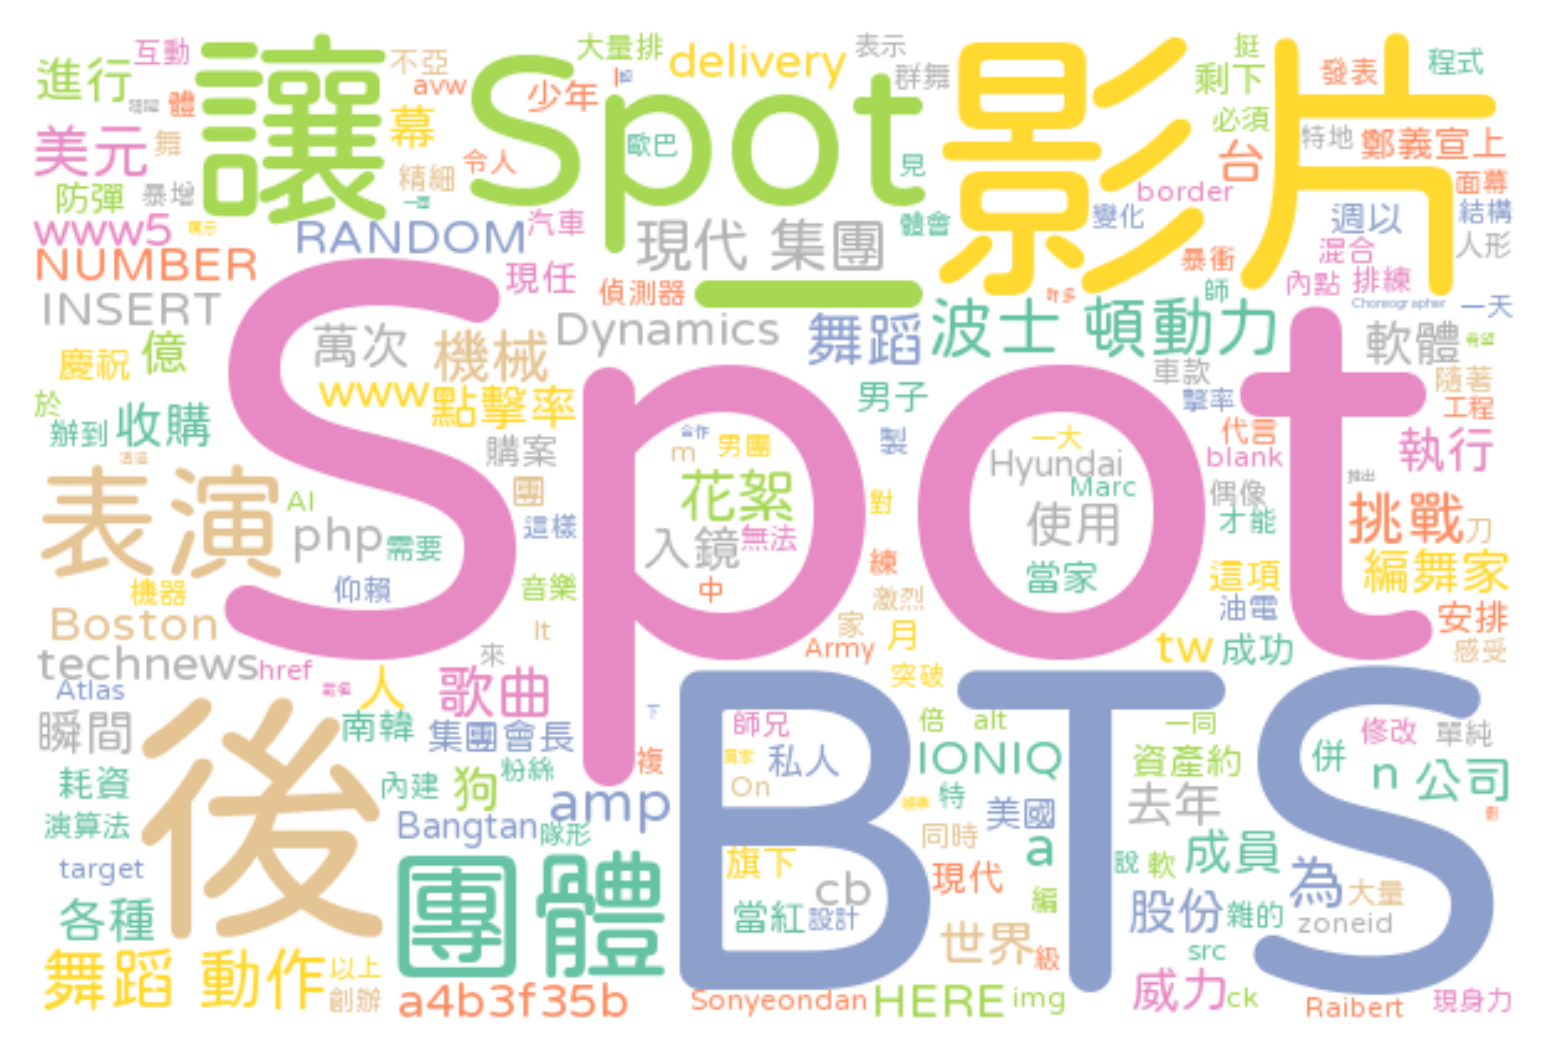 互動
進行
體
美元
舞
防彈
暴增
www5
NUMBER
INSERT
讓
不亞
avw
幕
令人
精細
RANDOM
汽車
Spot
少年
大量排
delivery
表示
群舞
歐巴
見
體會
現代 集團
影片
挺
剩下
發表
程式
必須
台
特地
鄭義宣上
border
面幕
變化
週以
結構
混合
人形
暴衝
內點
排練
師
Choreographer
一天
現任
偵測器
Dynamics
舞蹈
波士 頓動力
軟體
慶祝
億
萬次
機械
www
點擊率
於
辦到
收購
購案
男子
車款
擊率
隨著
工程
代言
blank
執行
Spot
表演
AI
php
需要
團
這樣
合作
男團
m
花絮
入鏡
無法
中
製
對
練
一大
Hyundai
Marc
使用
當家
偶像
才能
推出
挑戰
刀
編舞家
這項
油電
安排
感受
機器
仰賴
音樂
激烈
家
月
Army
Boston
It
來
technews
href
tw
成功
突破
Atlas
人
歌曲
瞬間
南韓
集團會長
下
複
師兄
倍
alt
一同
修改
單純
後
耗資
內建
狗
粉絲
私人
On
IONIQ
資產約
併
n
公司
演算法
amp
Bangtan
隊形
特
美國
去年
同時
a
BTS
target
團體
旗下
cb
現代
說
軟
成員
為
大量
各種
當紅
設計
編
股份
雜的
zoneid
世界
級
src
舞蹈 動作
以上
創辦
a4b3f35b
Sonyeondan
HERE
img
威力
ck
Raibert
現身力